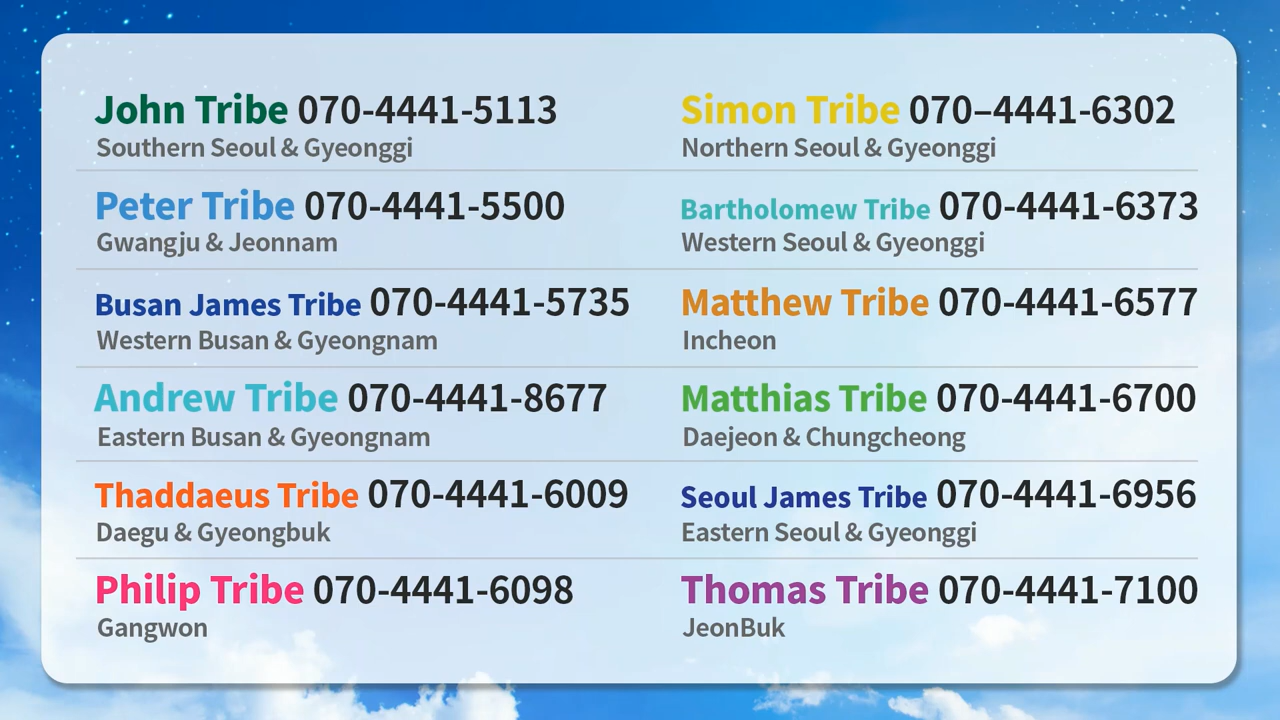 John Tribe 070-4441-5113
Southern Seoul & Gyeonggi
Peter Tribe 070-4441-5500
Gwangju & Jeonnam
Busan James Tribe 070-4441-5735
Western Busan & Gyeongnam
Andrew Tribe 070-4441-8677
Eastern Busan & Gyeongnam
Thaddaeus Tribe 070-4441-6009
Daegu & Gyeongbuk
Philip Tribe 070-4441-6098
Gangwon
Simon Tribe 070–4441-6302
Northern Seoul & Gyeonggi
Bartholomew Tribe 070-4441-6373
Western Seoul & Gyeonggi
Matthew Tribe 070-4441-6577
Incheon
Matthias Tribe 070-4441-6700
Daejeon & Chungcheong
Seoul James Tribe 070-4441-6956
Eastern Seoul & Gyeonggi
Thomas Tribe 070-4441-7100
JeonBuk